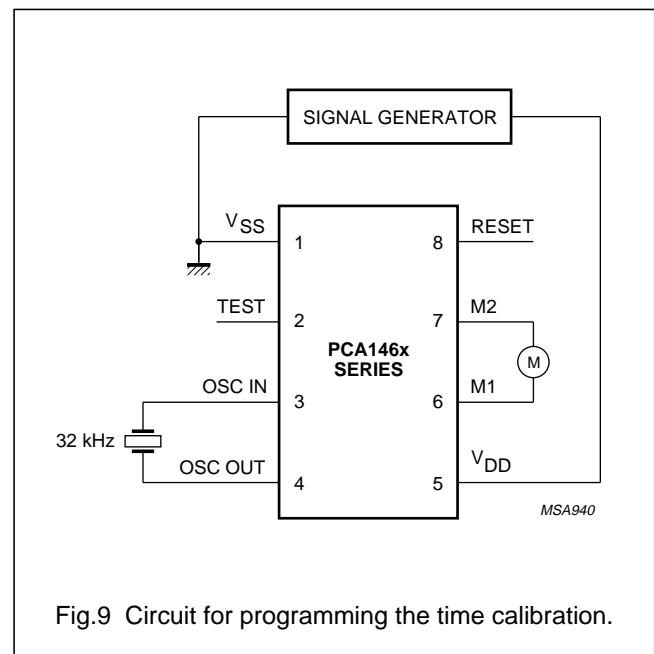 SIGNAL GENERATOR
VSS 1 8 RESET
TEST 2 7 M2
PCA146x
SERIES
M
OSC IN 3 6 M1
32 kHz
OSC OUT 4 5 VDD
MSA940
Fig.9 Circuit for programming the time calibration.